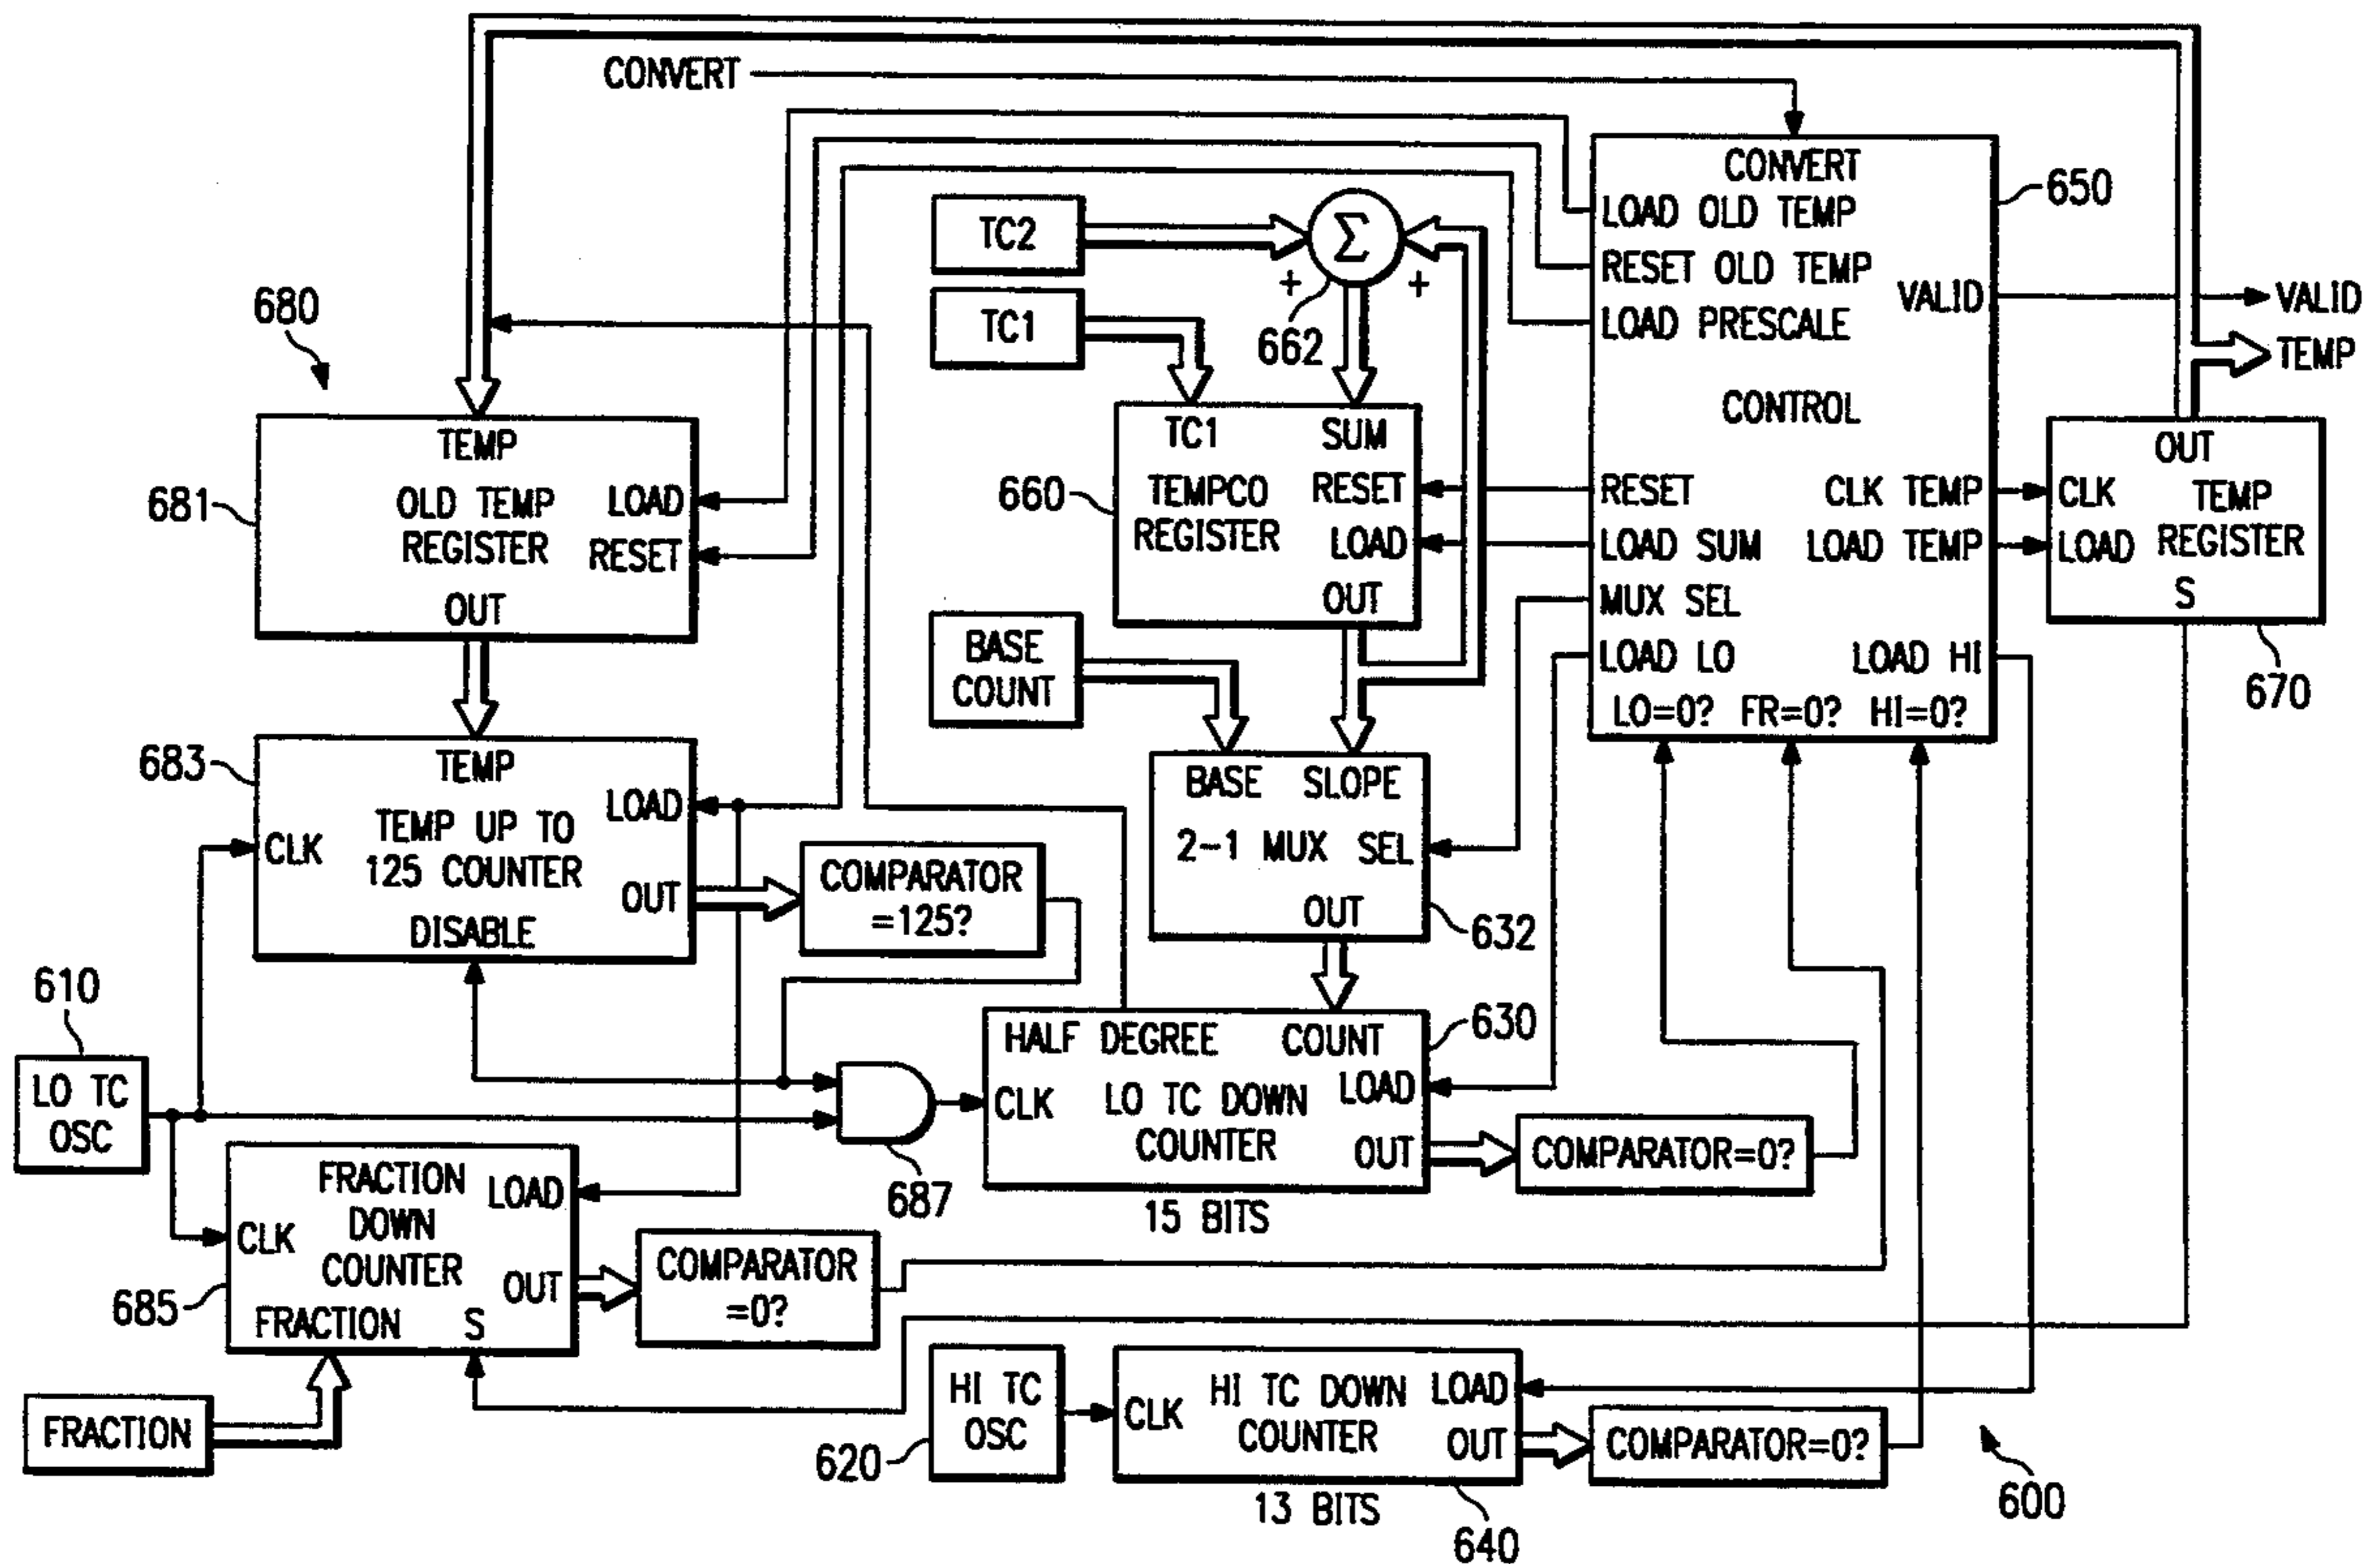 CONVERT
CONVERT
LOAD OLD TEMP
RESET OLD TEMP
LOAD PRESCALE
VALID
CONTROL
RESET
LOAD SUM
MUX SEL
LOAD LO
CLK TEMP
LOAD TEMP
LOAD HI
LO=0? FR=0? HI=0?
650
VALID
TEMP
OUT
CLK
TEMP
LOAD
REGISTER
S
670
TC2
TC1
Σ
+
+
662
680
TEMP
OLD TEMP
REGISTER
LOAD
RESET
OUT
681
TC1
SUM
RESET
TEMPCO
REGISTER
LOAD
OUT
660
BASE
COUNT
TEMP
LOAD
TEMP UP TO
125 COUNTER
CLK
OUT
DISABLE
683
COMPARATOR
=125?
BASE
SLOPE
2-1 MUX
SEL
OUT
632
610
LO TC
OSC
HALF DEGREE
COUNT
CLK
LO TC DOWN
COUNTER
LOAD
OUT
630
15 BITS
687
COMPARATOR=0?
FRACTION
DOWN
COUNTER
LOAD
CLK
OUT
FRACTION
S
685
COMPARATOR
=0?
FRACTION
HI TC
OSC
620
CLK
HI TC DOWN
COUNTER
LOAD
OUT
13 BITS
640
COMPARATOR=0?
600